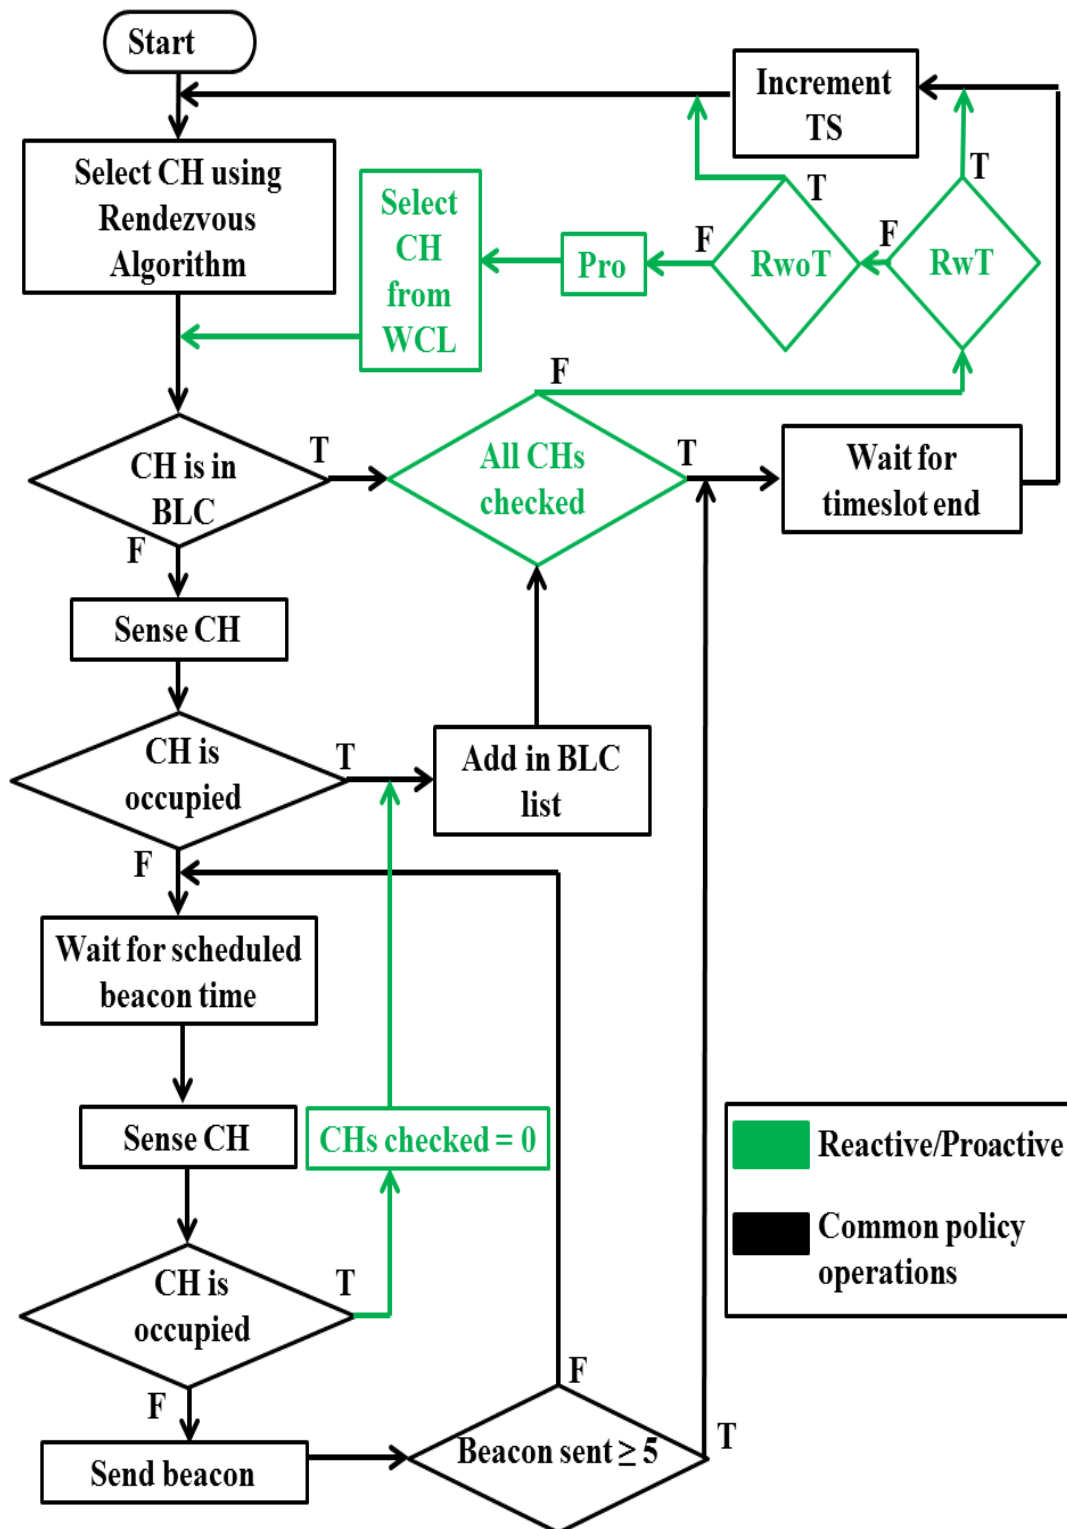 Start
Increment
TS
Select CH using
Rendezvous
Algorithm
Select
CH
from
WCL
Pro
F
RwoT
T
F
RwT
T
F
CH is in
BLC
T
All CHs
checked
T
Wait for
timeslot end
F
Sense CH
CH is
occupied
T
Add in BLC
list
F
Wait for scheduled
beacon time
Sense CH
CHs checked = 0
Reactive/Proactive
Common policy
operations
CH is
occupied
T
F
F
Send beacon
Beacon sent ≥ 5
T